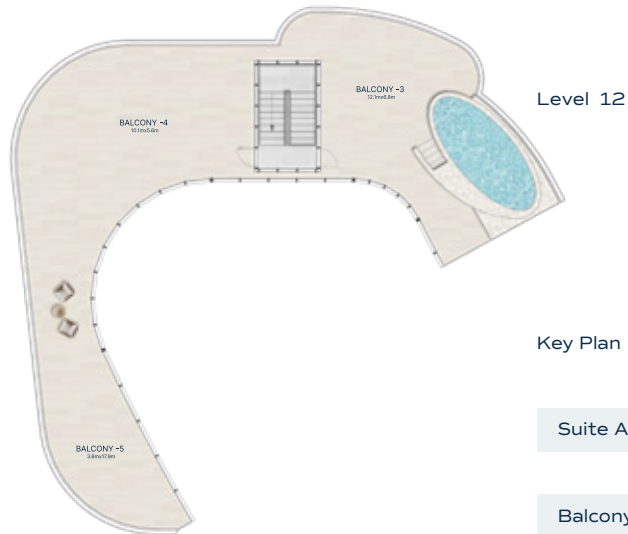 BALCONY -3
12.1mx6.8m
Level 12
BALCONY -4
10.1mx5.6m
Key Plan
Suite A
BALCONY -5
3.8mx17.9m
Balcony